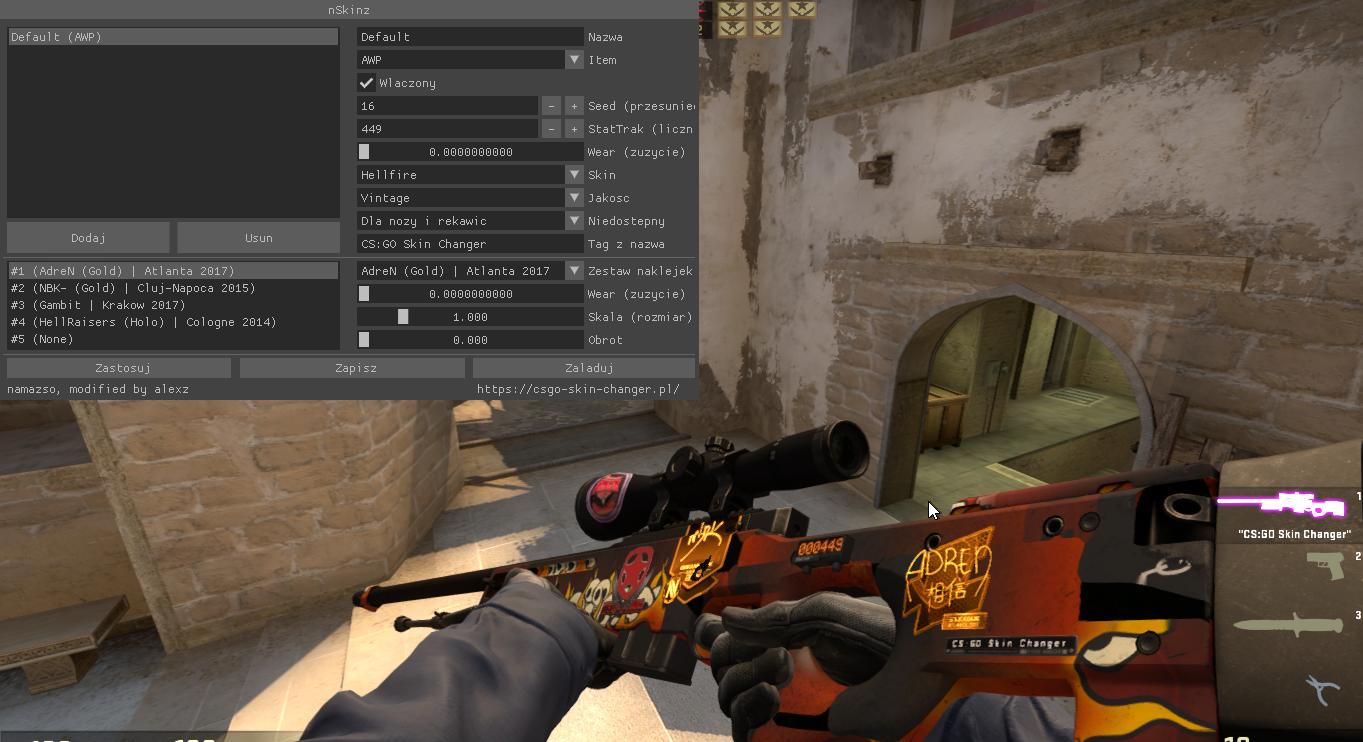 nSkinz
Default (AWP)
Default
Nazwa
AWP
Item
Wlaczony
16
-
+
Seed (przesunie
449
-
+
StatTrak (liczn
0.0000000000
Wear (zuzycie)
Hellfire
Skin
Vintage
Jakosc
Dla nozy i rekawic
Niedostepny
Dodaj
Usun
CS:GO Skin Changer
Tag z nazwa
#1 (AdreN (Gold) | Atlanta 2017)
#2 (NBK- (Gold) | Cluj-Napoca 2015)
#3 (Gambit | Krakow 2017)
#4 (HellRaisers (Holo) | Cologne 2014)
#5 (None)
AdreN (Gold) | Atlanta 2017
Zestaw naklejek
0.0000000000
Wear (zuzycie)
1.000
Skala (rozmiar)
0.000
Obrot
Zastosuj
Zapisz
Zaladuj
namazso, modified by alexz
https://csgo-skin-changer.pl/
1
"CS:GO Skin Changer"
2
3
000449
ADREN
CS:GO Skin Changer